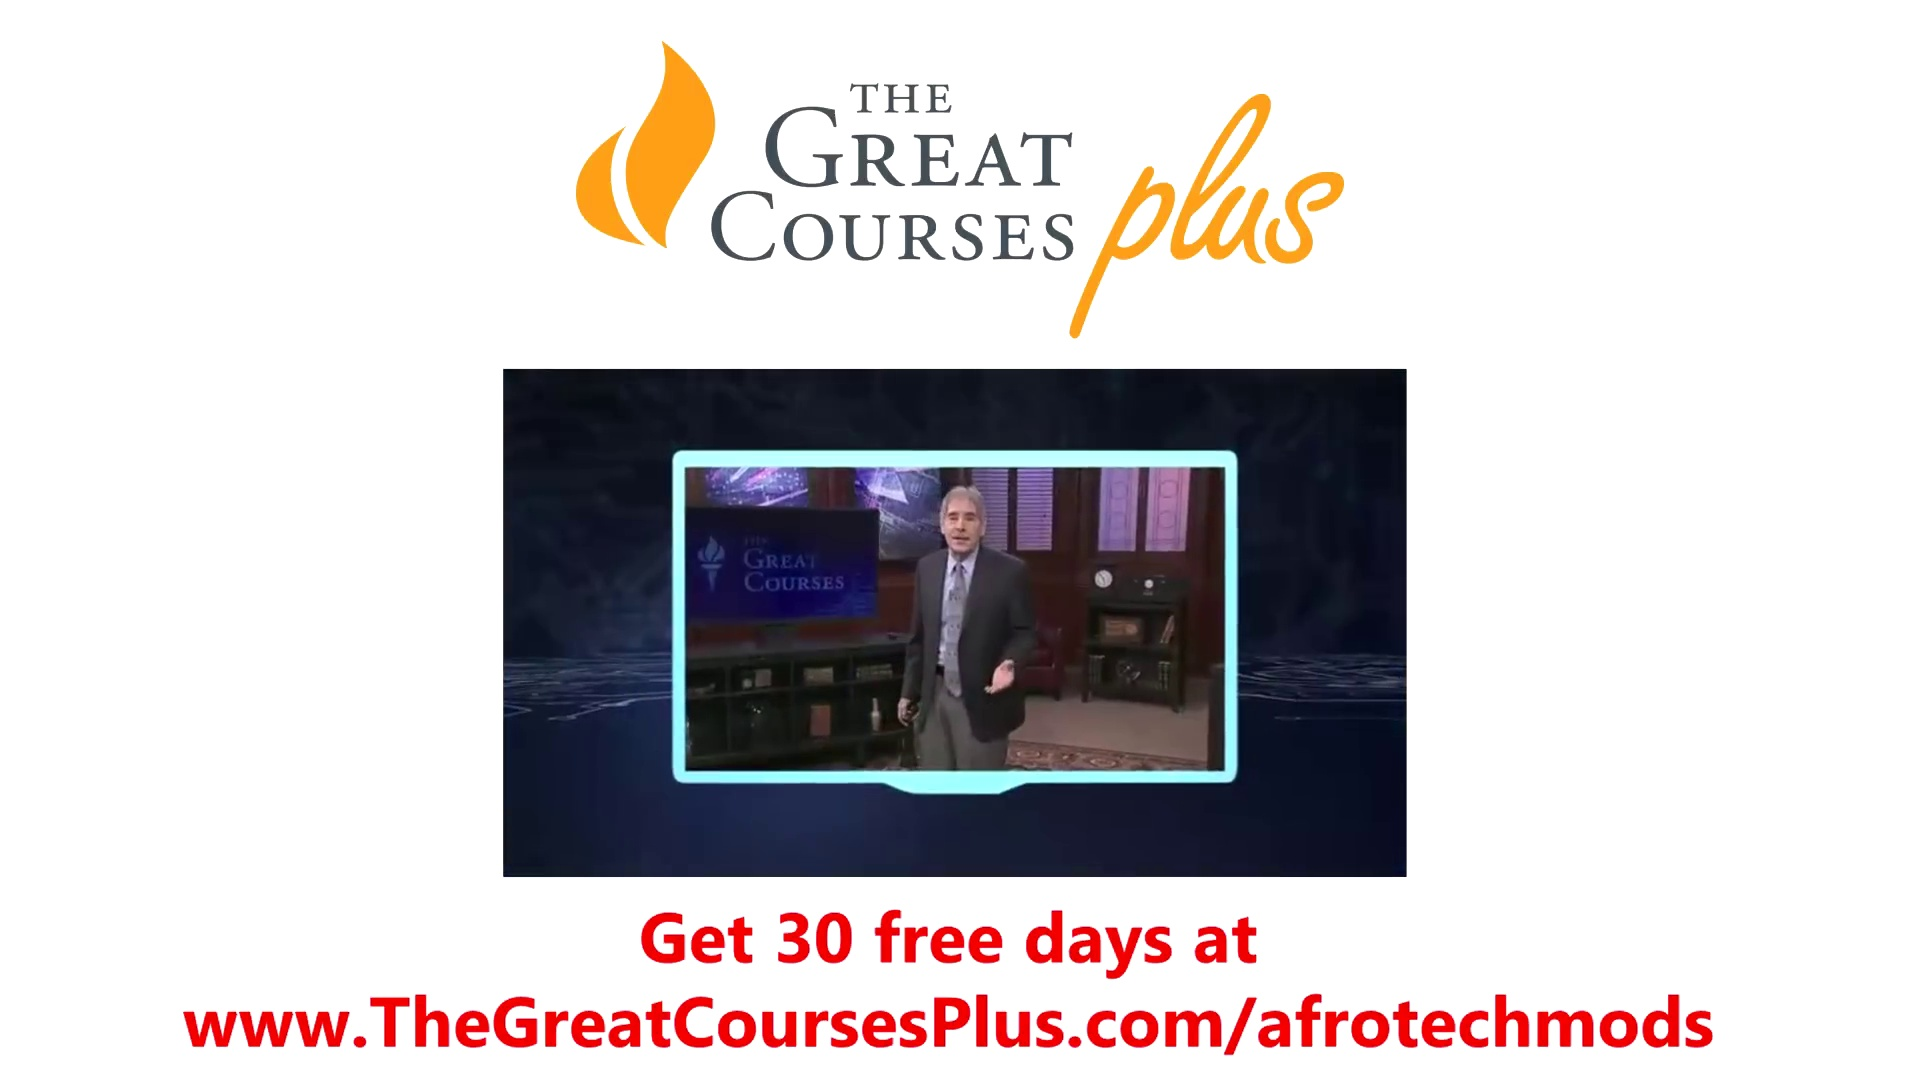 THE
GREAT
COURSES
plus
THE
GREAT
COURSES
Get 30 free days at
www.TheGreatCoursesPlus.com/afrotechmods